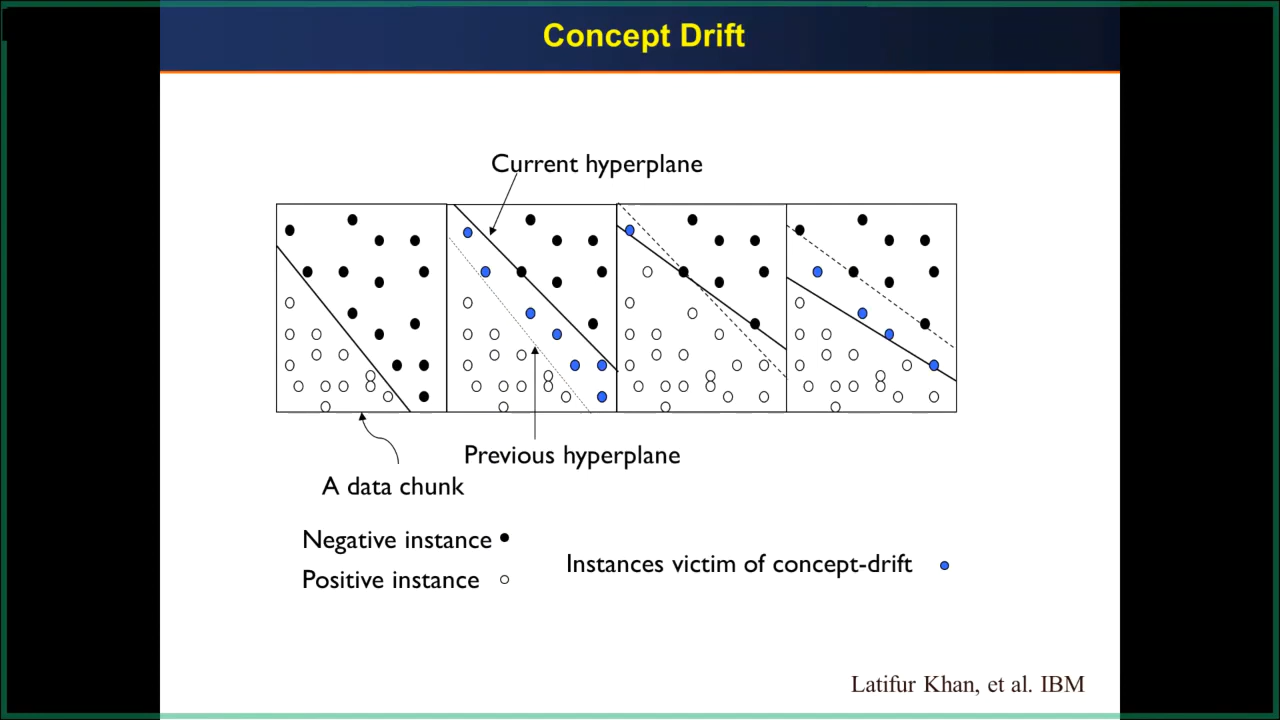 Concept Drift
Current hyperplane
Previous hyperplane
A data chunk
Negative instance
Positive instance
Instances victim of concept-drift
Latifur Khan, et al. IBM